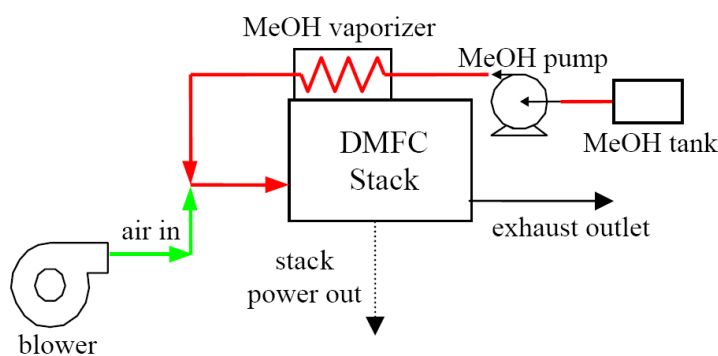 MeOH vaporizer
MeOH pump
MeOH tank
DMFC
Stack
air in
exhaust outlet
stack
power out
blower